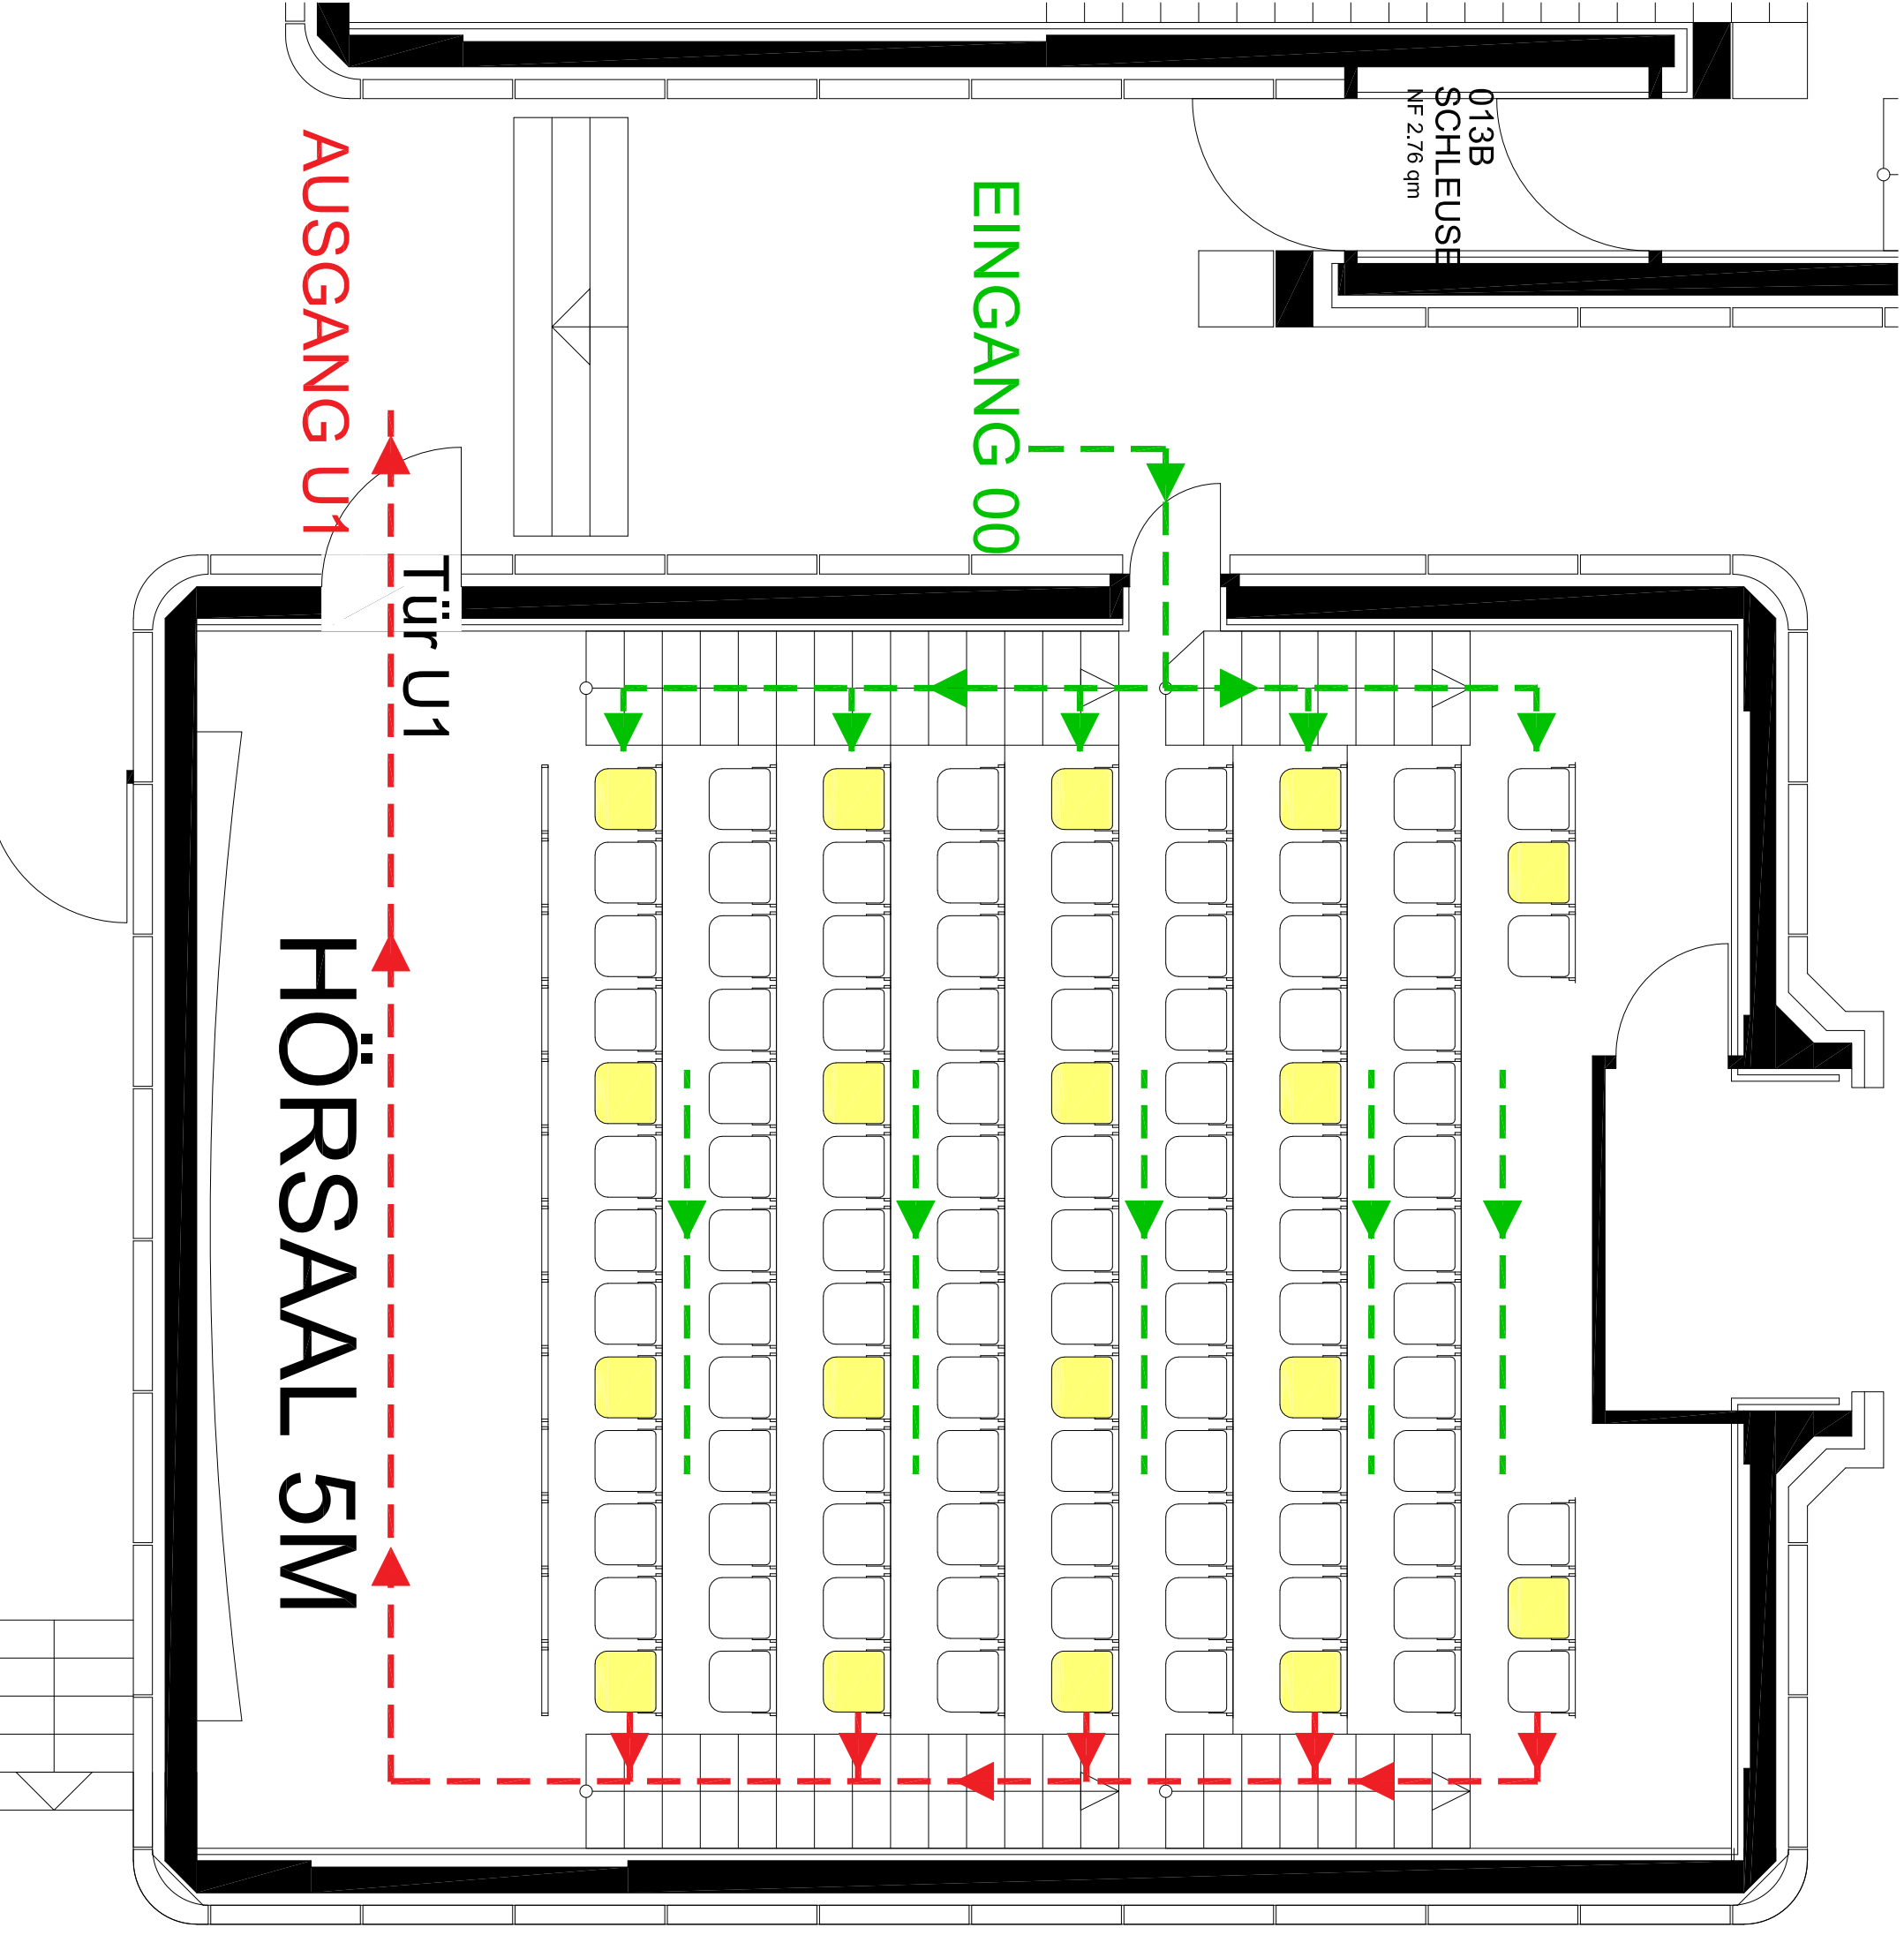 013B
SCHLEUSE
NF 2.76 qm
EINGANG 00
AUSGANG U1
Tür U1
HÖRSAAL 5M